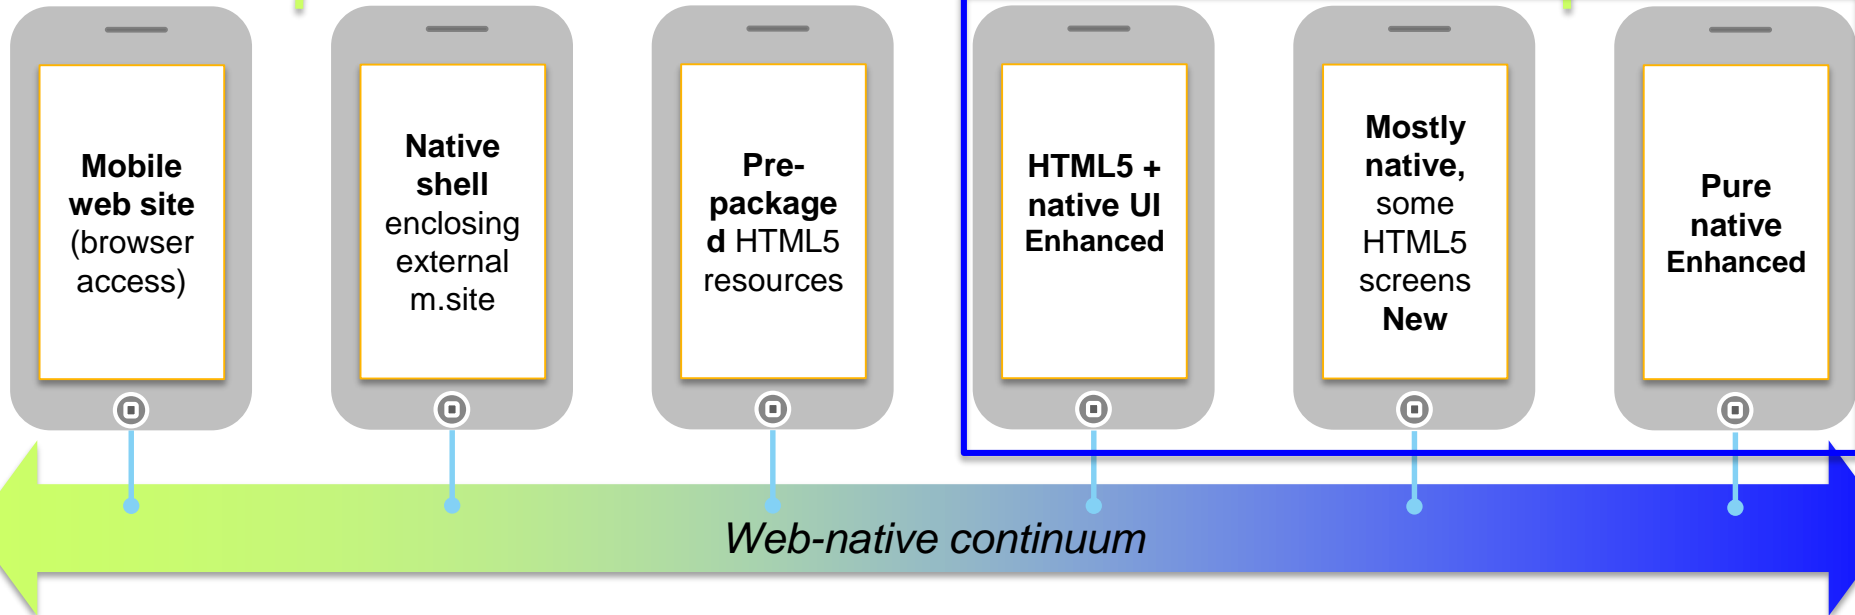 Mobile
web site
(browser
access)
Native
shell
enclosing
external
m.site
Pre-
package
d HTML5
resources
HTML5 +
native UI
Enhanced
Mostly
native,
some
HTML5
screens
New
Pure
native
Enhanced
Web-native continuum